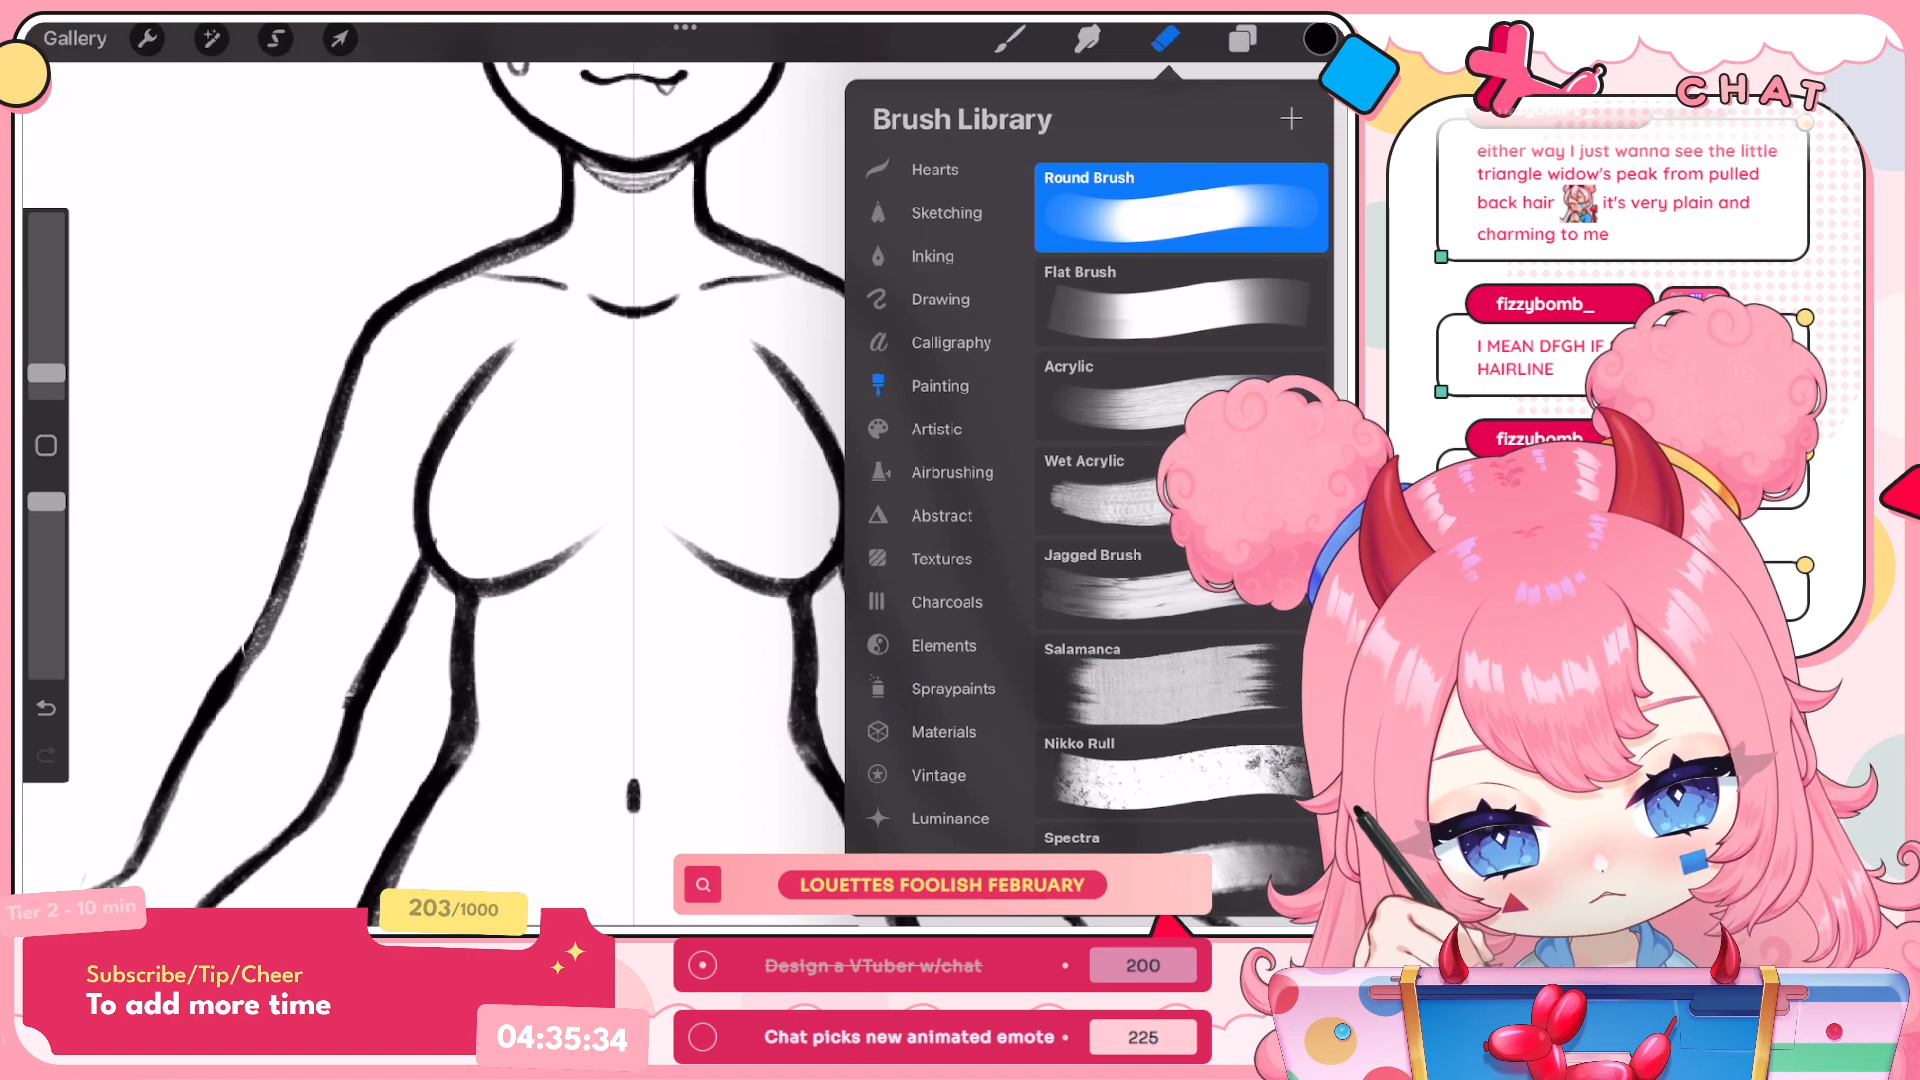 Gallery
Brush Library
Hearts
Sketching
Inking
Drawing
Calligraphy
Painting
Artistic
Airbrushing
Abstract
Textures
Charcoals
Elements
Spraypaints
Materials
Vintage
Luminance
Round Brush
Flat Brush
Acrylic
Wet Acrylic
Jagged Brush
Salamanca
Nikko Rull
Spectra
CHAT
either way I just wanna see the little
triangle widow's peak from pulled
back hair it's very plain and
charming to me
fizzybomb_
I MEAN DFGH IF
HAIRLINE
fizzybomb
Tier 2 - 10 min
203/1000
Subscribe/Tip/Cheer
To add more time
04:35:34
LOUETTES FOOLISH FEBRUARY
Design a VTuber w/chat • 200
Chat picks new animated emote • 225